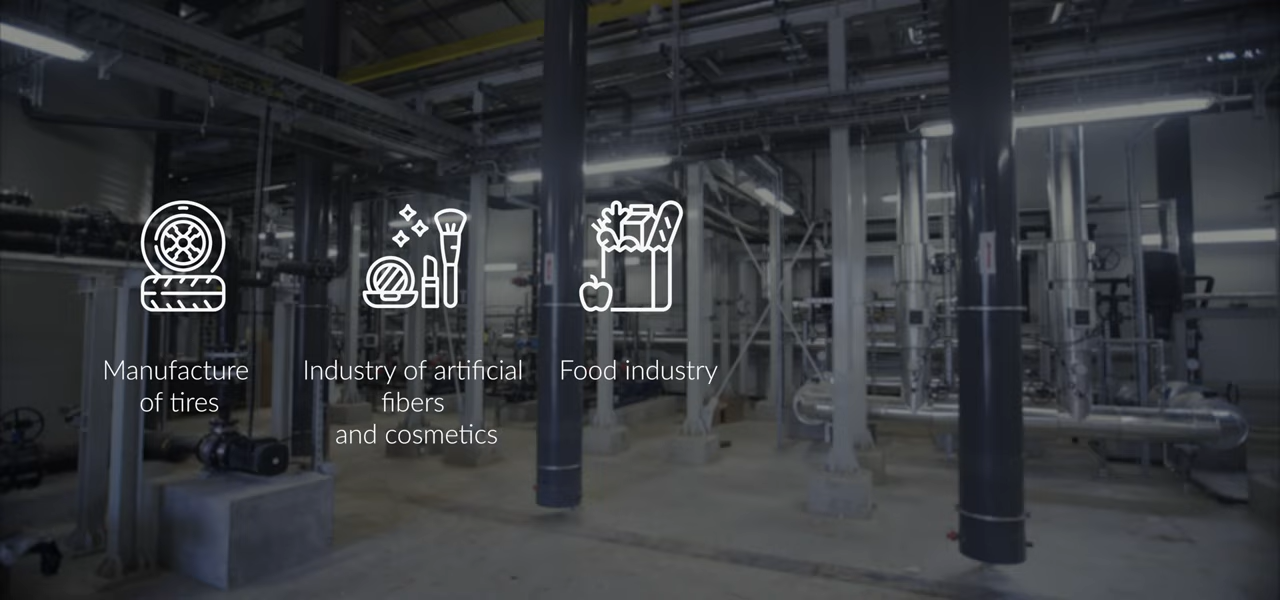 Manufacture
of tires
Industry of artificial
fibers
and cosmetics
Food industry